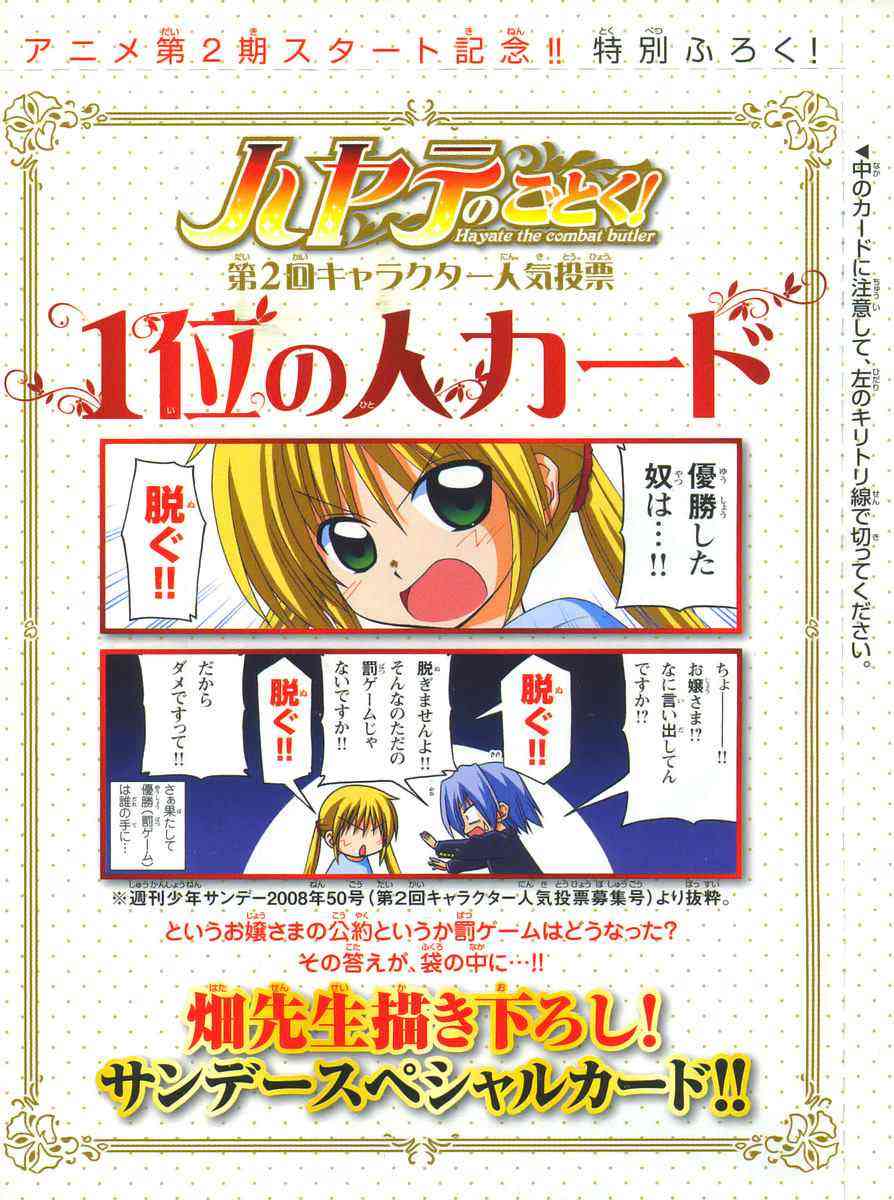 アニメ第2期スタート記念!! 特別ふろく!
ハヤテのごとく!
Hayate the combat butler
第2回キャラクター人気投票
1位の人カード
優勝した
奴は…!!
脱ぐ!!
ちょ――!!
お嬢さま!?
なに言い出してん
ですか!?
脱ぐ!!
脱ぎませんよ!!
そんなのただの
罰ゲームじゃ
ないですか!!
脱ぐ!!
だから
ダメですって!!
さぁ果たして
優勝(罰ゲーム)
は誰の手に…
※週刊少年サンデー2008年50号(第2回キャラクター人気投票募集号)より抜粋。
というお嬢さまの公約というか罰ゲームはどうなった?
その答えが、袋の中に…!!
畑先生描き下ろし!
サンデースペシャルカード!!
◀中のカードに注意して、左のキリトリ線で切ってください。